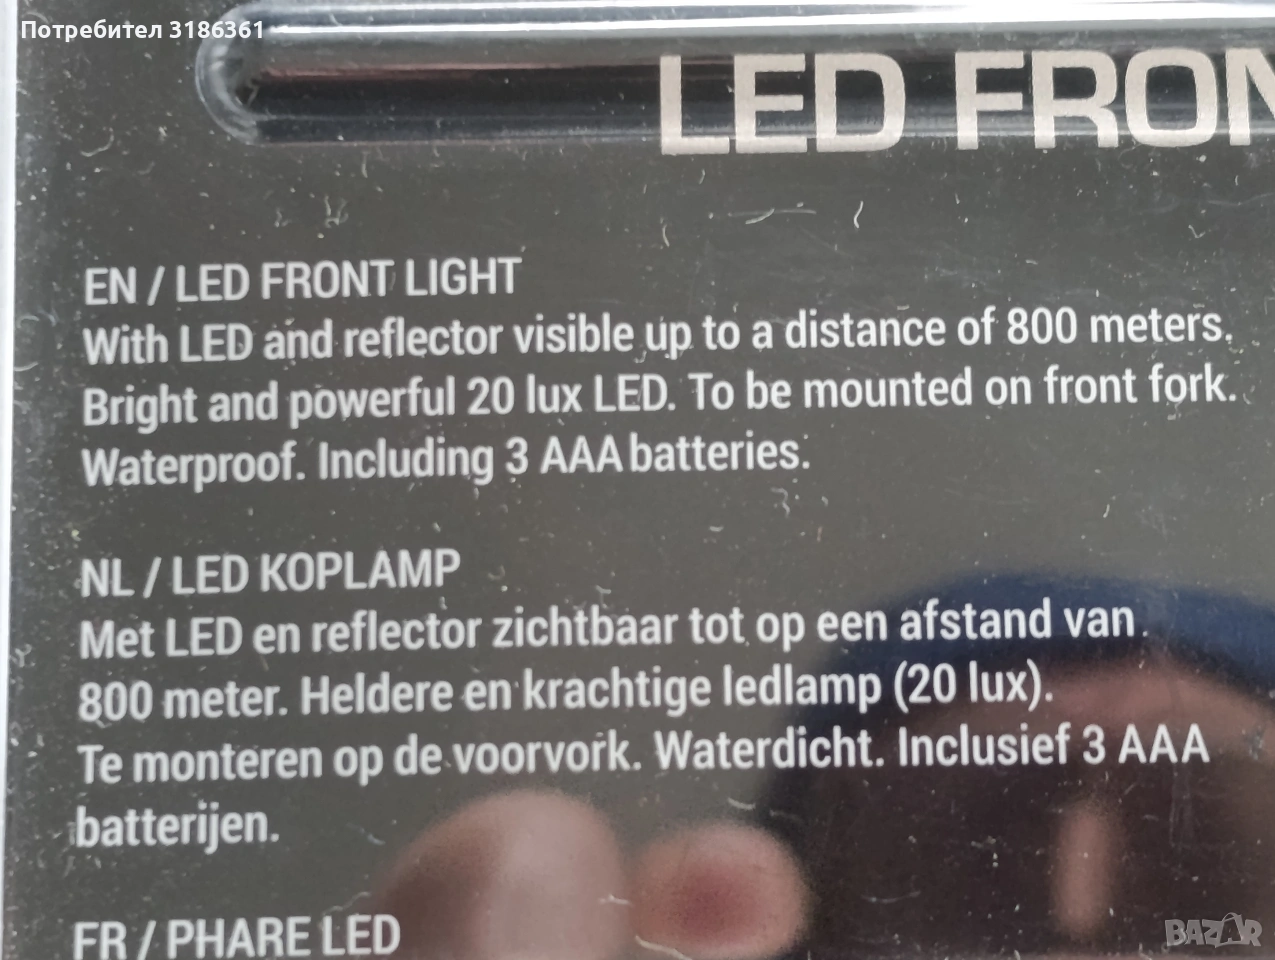 Потребител 3186361
LED FRON
EN / LED FRONT LIGHT
With LED and reflector visible up to a distance of 800 meters.
Bright and powerful 20 lux LED. To be mounted on front fork.
Waterproof. Including 3 AAA batteries.
NL / LED KOPLAMP
Met LED en reflector zichtbaar tot op een afstand van
800 meter. Heldere en krachtige ledlamp (20 lux).
Te monteren op de voorvork. Waterdicht. Inclusief 3 AAA
batterijen.
FR / PHARE LED
BAZAR